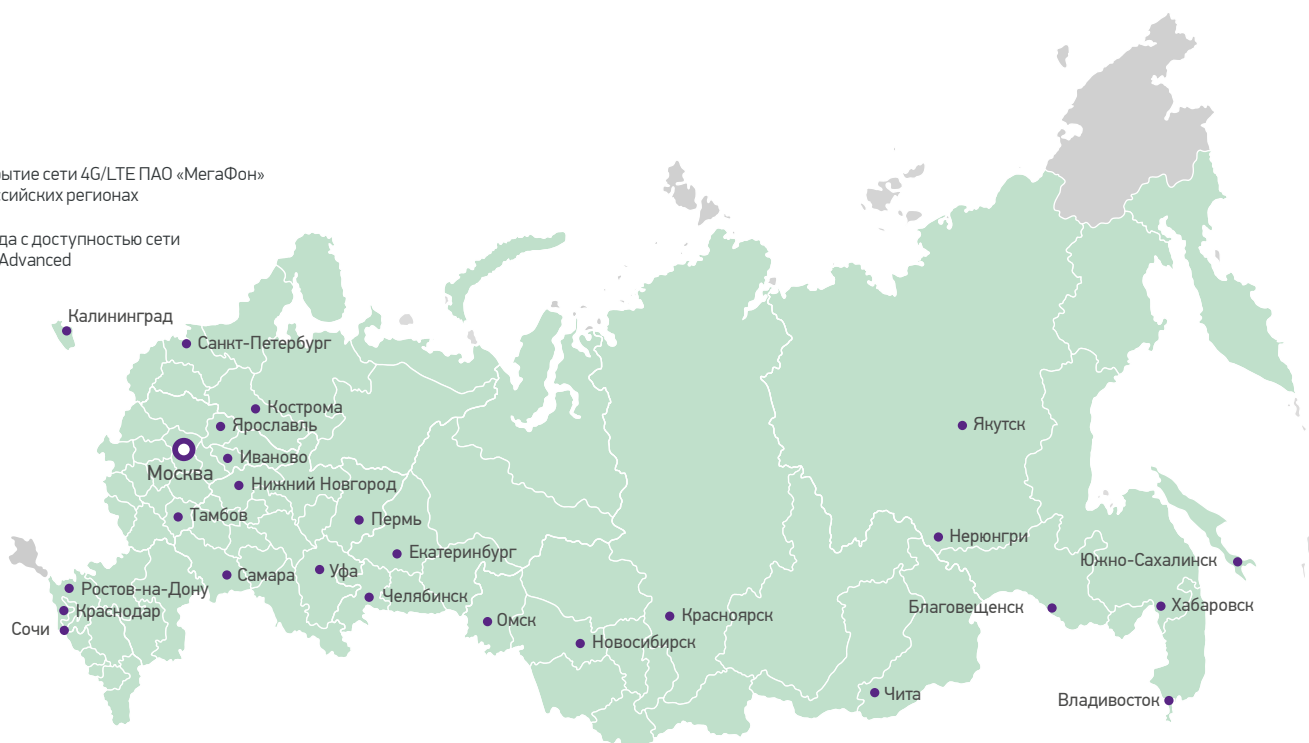 рытие сети 4G/LTE ПАО «МегаФон»
ссийских регионах
да с доступностью сети
Advanced
Калининград
Санкт-Петербург
Кострома
Ярославль
Иваново
Москва
Нижний Новгород
Тамбов
Пермь
Екатеринбург
Самара
Уфа
Челябинск
Ростов-на-Дону
Краснодар
Сочи
Омск
Новосибирск
Красноярск
Якутск
Нерюнгри
Южно-Сахалинск
Благовещенск
Хабаровск
Чита
Владивосток